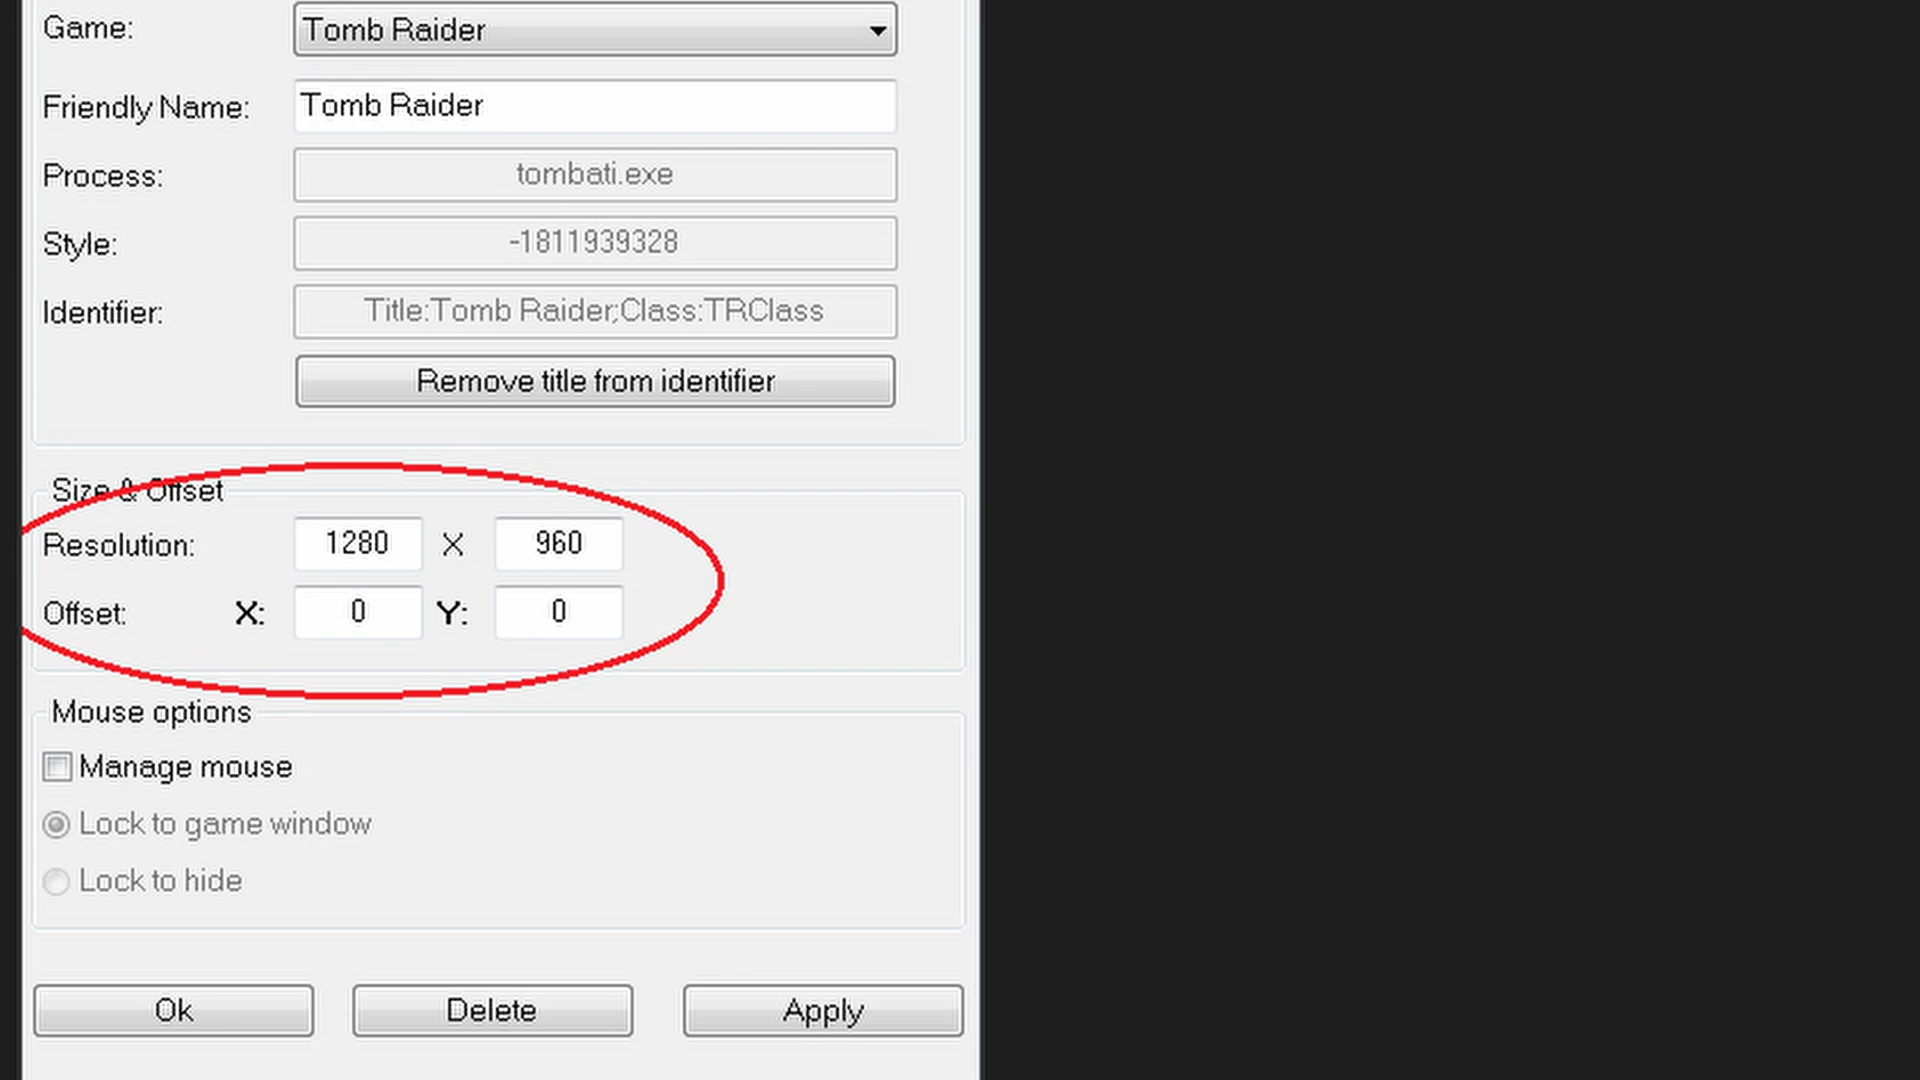 Game: Tomb Raider
Friendly Name: Tomb Raider
Process: tombati.exe
Style: -1811939328
Identifier: Title:Tomb Raider;Class:TRClass
Remove title from identifier
Size & Offset
Resolution: 1280 X 960
Offset: X: 0 Y: 0
Mouse options
Manage mouse
Lock to game window
Lock to hide
Ok Delete Apply